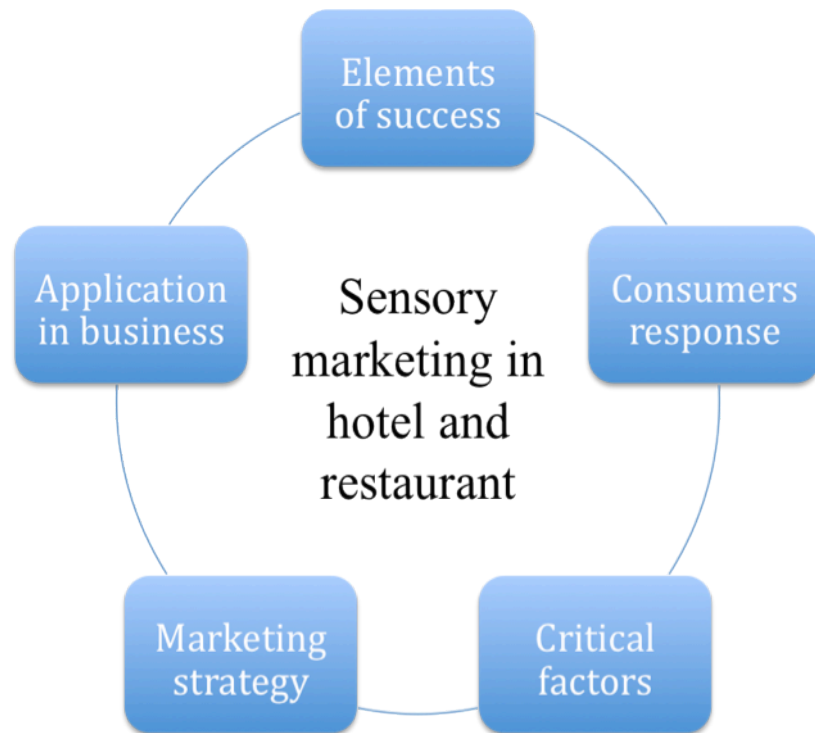 Elements
of success
Application
in business
Sensory
marketing in
hotel and
restaurant
Consumers
response
Marketing
strategy
Critical
factors